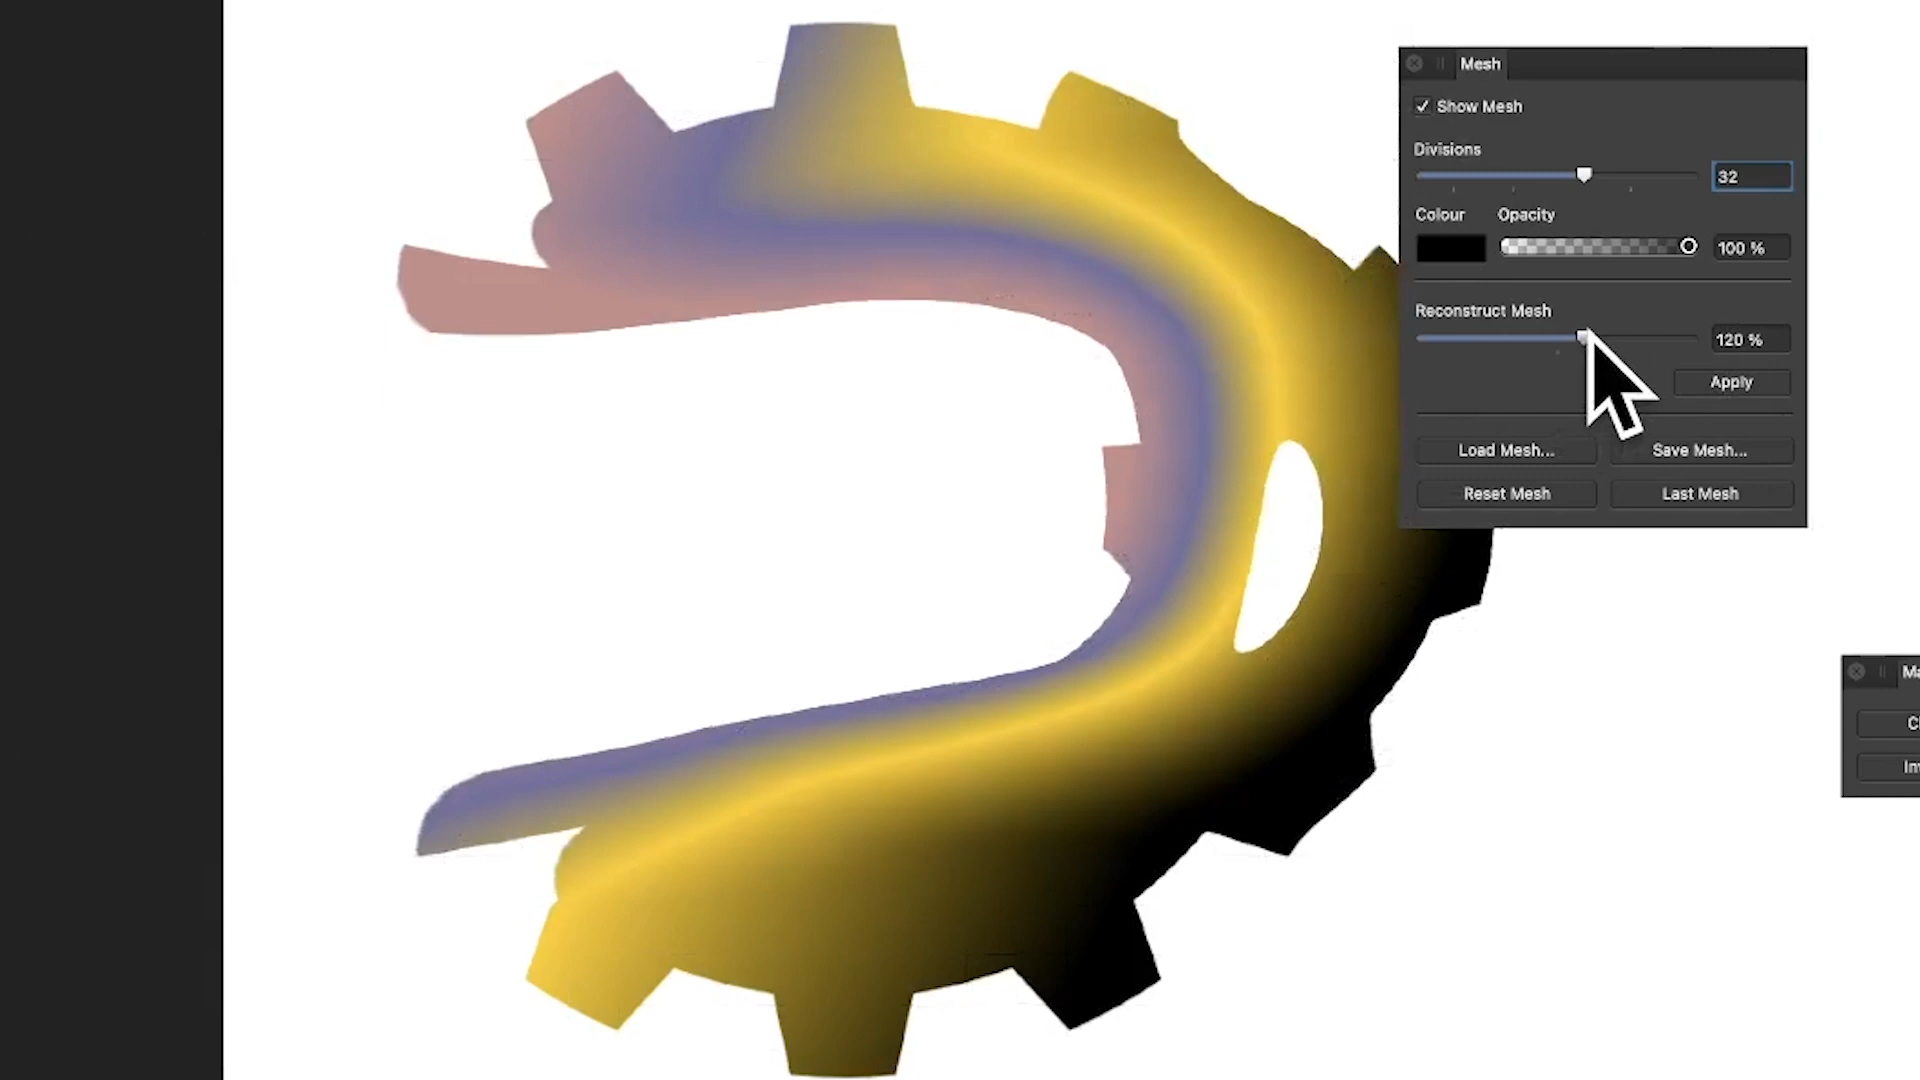 Mesh
Show Mesh
Divisions
32
Colour Opacity
100 %
Reconstruct Mesh
120 %
Apply
Load Mesh... Save Mesh...
Reset Mesh Last Mesh